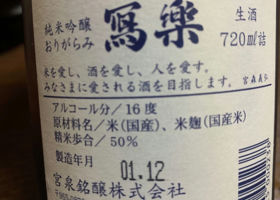 純米吟醸
おりがらみ
寫樂
生酒
720ml詰
米を愛し、酒を愛し、人を愛す。
みなさまに愛される酒を目指します。 宮森義弘
アルコール分/16度
原材料名/米(国産)、米麹(国産米)
精米歩合/50%
製造年月 01.12
宮泉銘醸株式会社